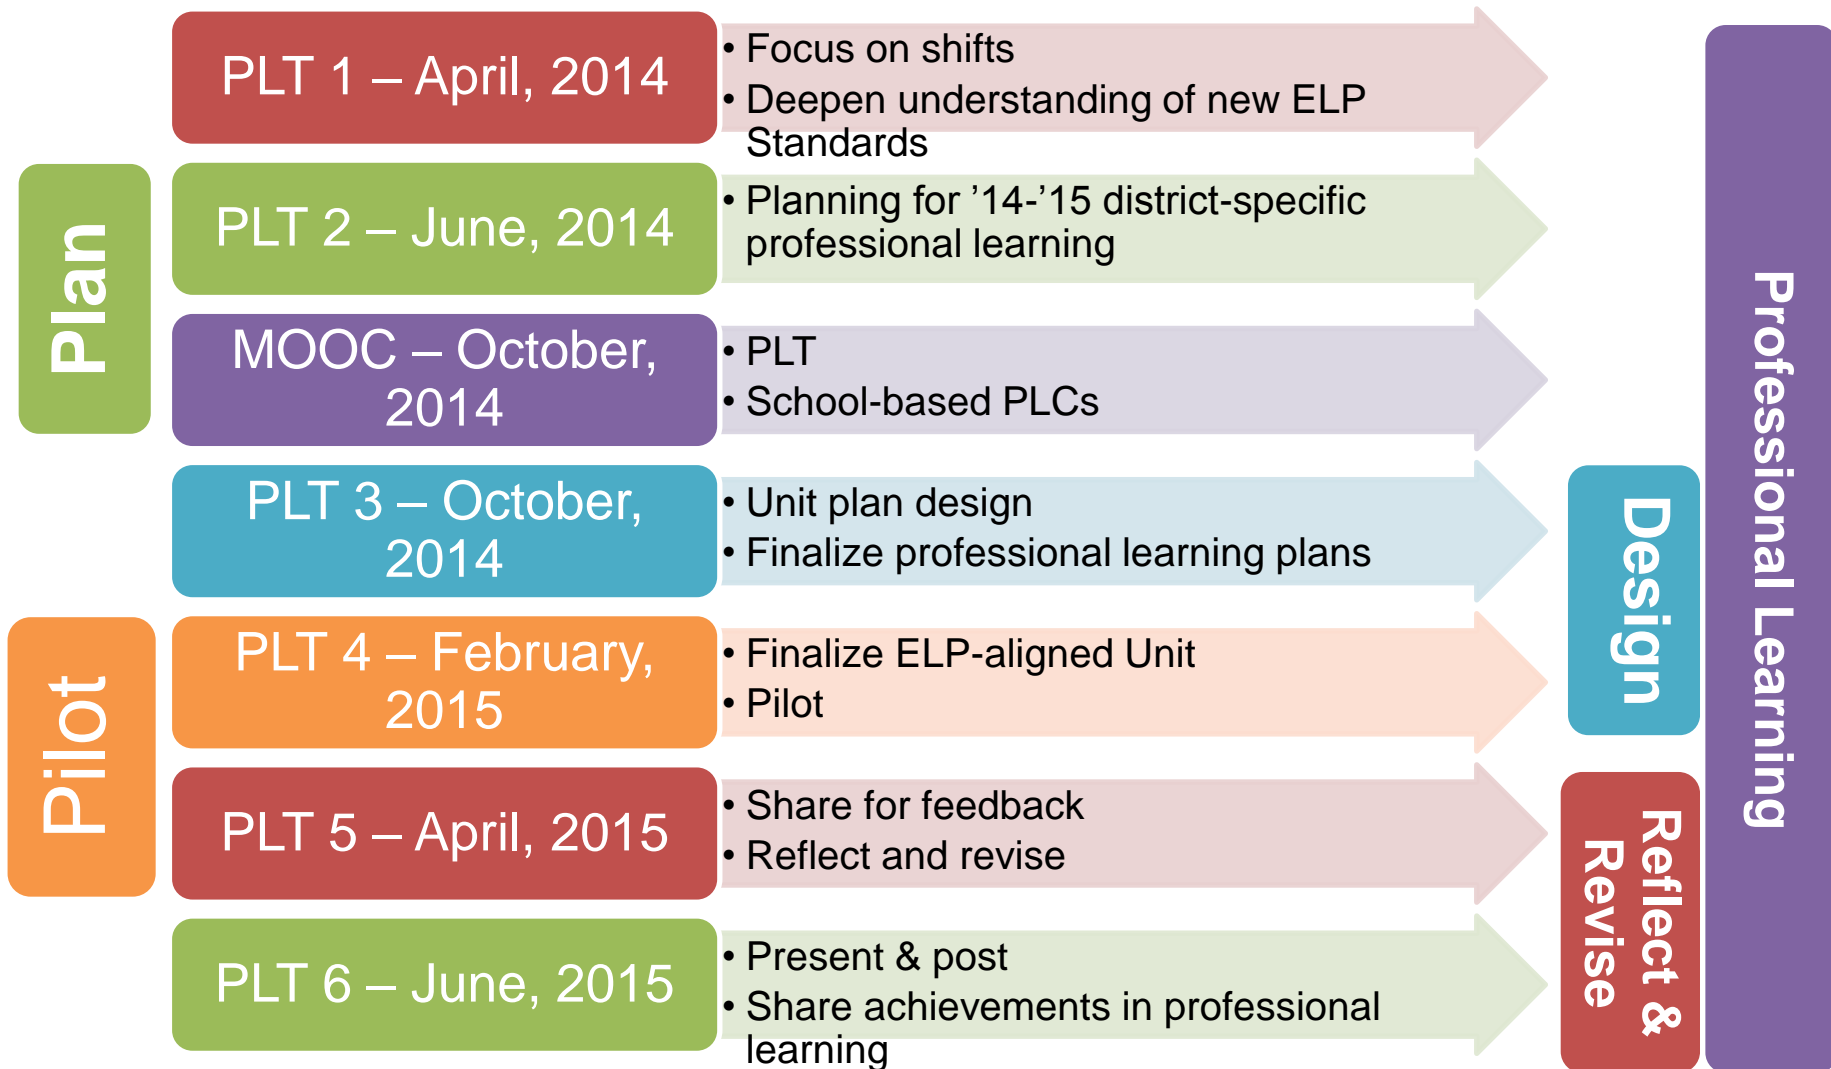 PLT 1 – April, 2014
• Focus on shifts
• Deepen understanding of new ELP
Standards
Plan
PLT 2 – June, 2014
• Planning for ’14-’15 district-specific
professional learning
MOOC – October,
2014
• PLT
• School-based PLCs
PLT 3 – October,
2014
• Unit plan design
• Finalize professional learning plans
Design
Pilot
PLT 4 – February,
2015
• Finalize ELP-aligned Unit
• Pilot
PLT 5 – April, 2015
• Share for feedback
• Reflect and revise
Reflect &
Revise
PLT 6 – June, 2015
• Present & post
• Share achievements in professional
learning
Professional Learning